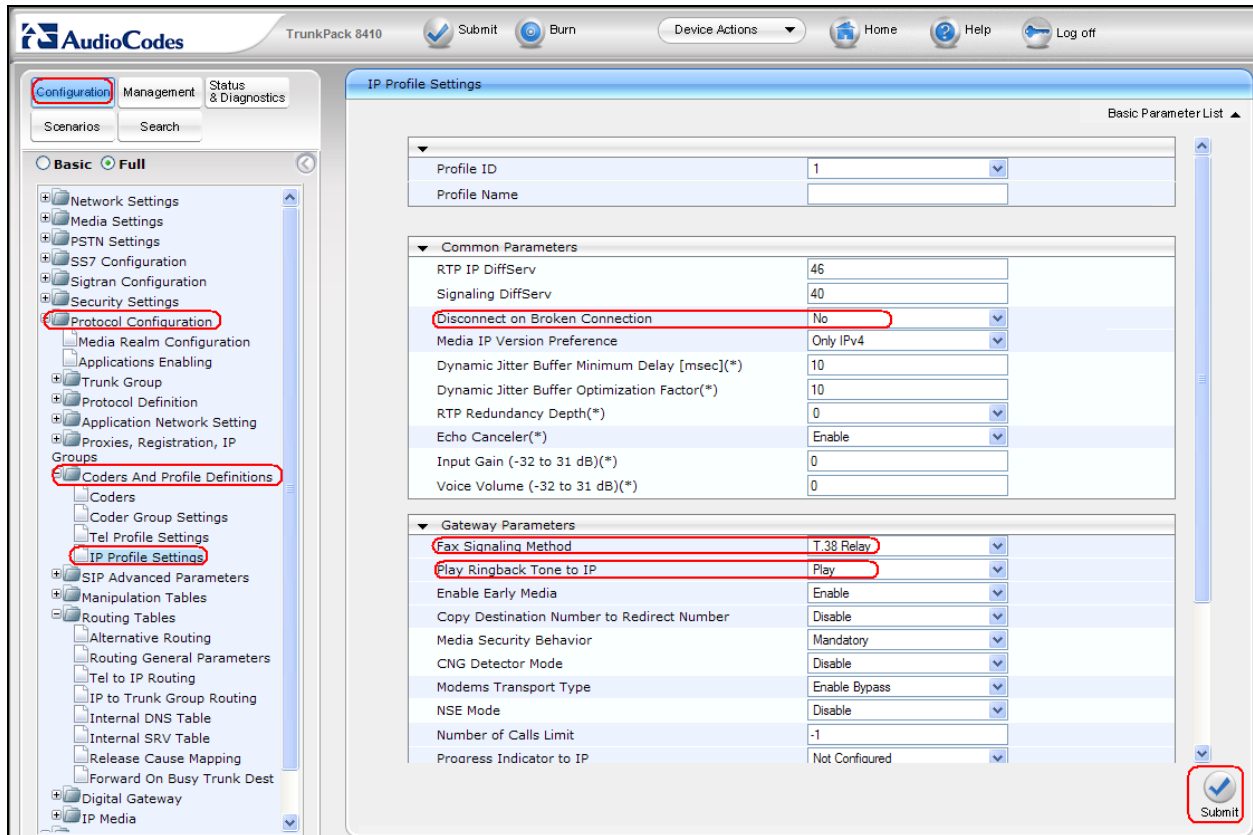 AudioCodes
TrunkPack 8410
Submit
Burn
Device Actions
Home
Help
Log off
Configuration
Management
Status
& Diagnostics
Scenarios
Search
Basic
Full
Network Settings
Media Settings
PSTN Settings
SS7 Configuration
Sigtran Configuration
Security Settings
Protocol Configuration
Media Realm Configuration
Applications Enabling
Trunk Group
Protocol Definition
Application Network Setting
Proxies, Registration, IP
Groups
Coders And Profile Definitions
Coders
Coder Group Settings
Tel Profile Settings
IP Profile Settings
SIP Advanced Parameters
Manipulation Tables
Routing Tables
Alternative Routing
Routing General Parameters
Tel to IP Routing
IP to Trunk Group Routing
Internal DNS Table
Internal SRV Table
Release Cause Mapping
Forward On Busy Trunk Dest
Digital Gateway
IP Media
IP Profile Settings
Basic Parameter List
Profile ID 1
Profile Name
Common Parameters
RTP IP DiffServ 46
Signaling DiffServ 40
Disconnect on Broken Connection No
Media IP Version Preference Only IPv4
Dynamic Jitter Buffer Minimum Delay [msec](*) 10
Dynamic Jitter Buffer Optimization Factor(*) 10
RTP Redundancy Depth(*) 0
Echo Canceler(*) Enable
Input Gain (-32 to 31 dB)(*) 0
Voice Volume (-32 to 31 dB)(*) 0
Gateway Parameters
Fax Signaling Method T.38 Relay
Play Ringback Tone to IP Play
Enable Early Media Enable
Copy Destination Number to Redirect Number Disable
Media Security Behavior Mandatory
CNG Detector Mode Disable
Modems Transport Type Enable Bypass
NSE Mode Disable
Number of Calls Limit -1
Progress Indicator to IP Not Configured
Submit